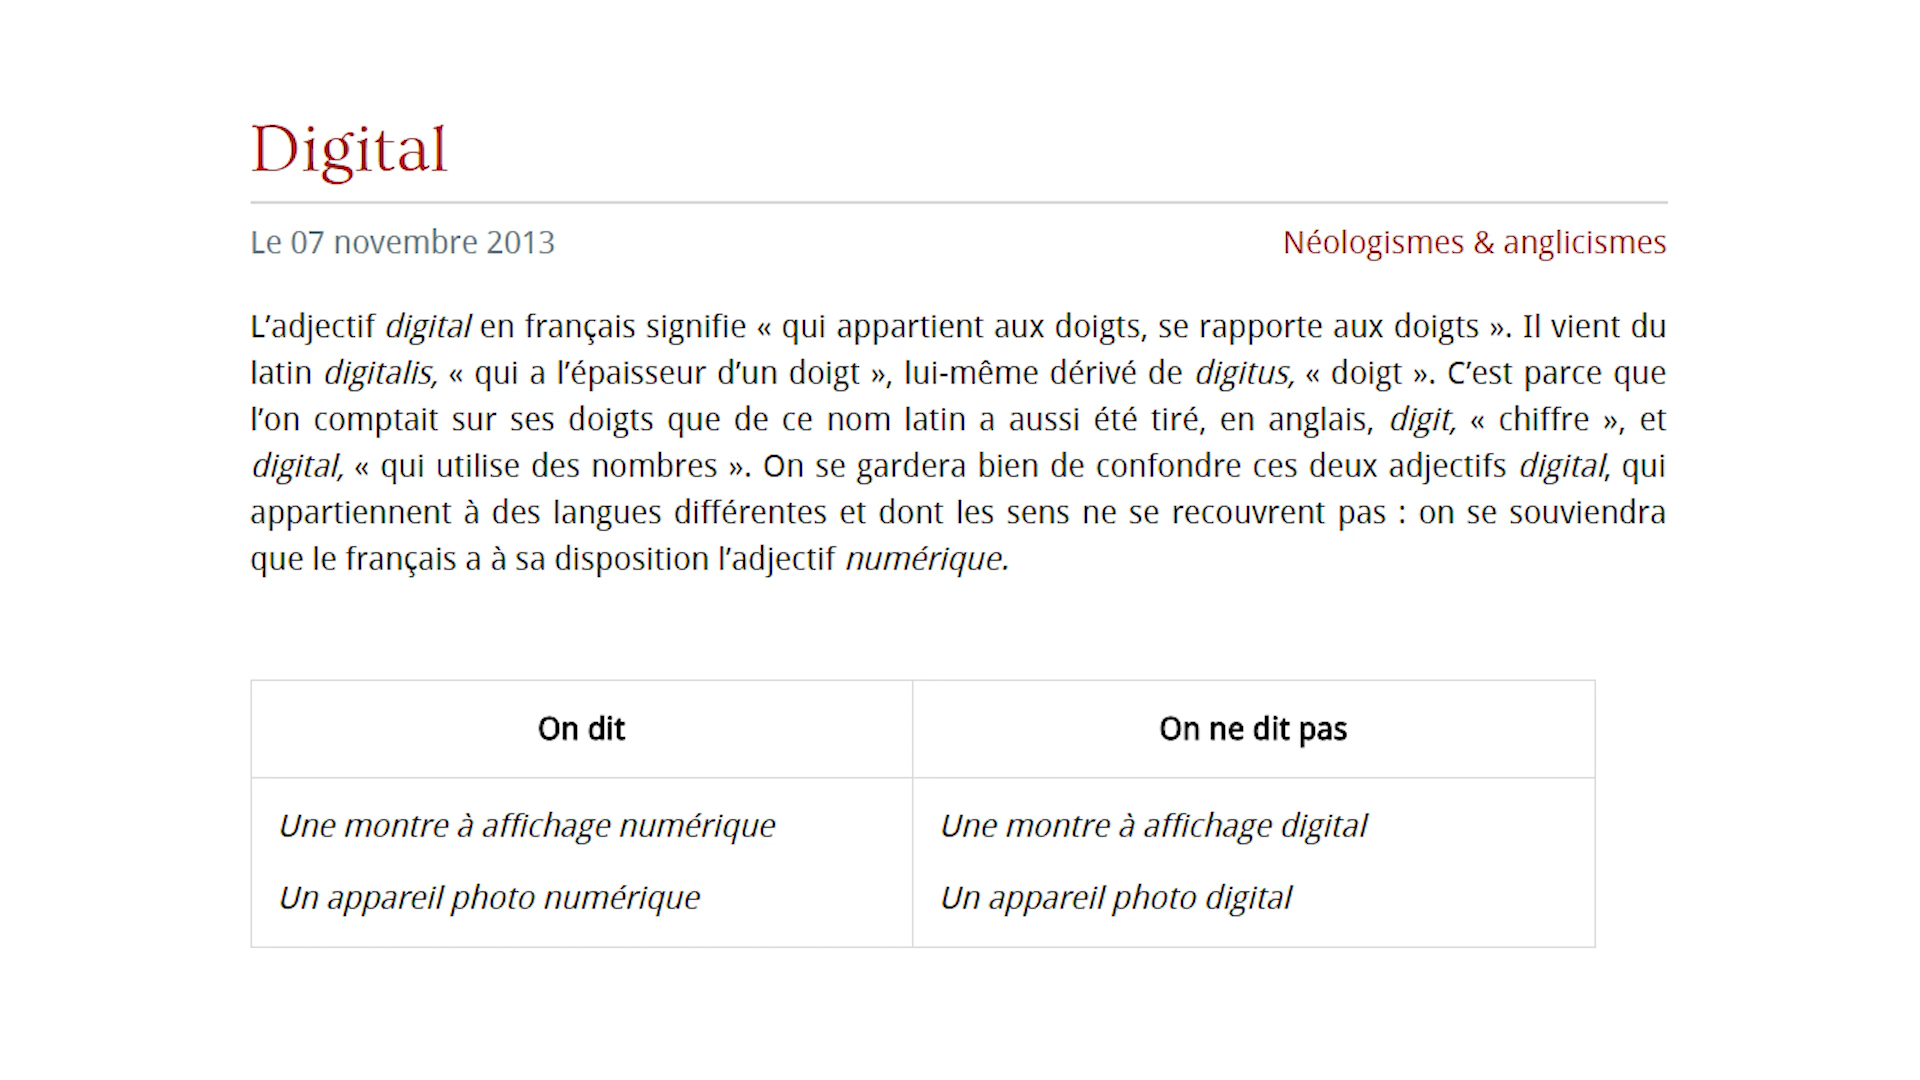 Digital
Le 07 novembre 2013
Néologismes & anglicismes
L’adjectif digital en français signifie « qui appartient aux doigts, se rapporte aux doigts ». Il vient du
latin digitalis, « qui a l’épaisseur d’un doigt », lui-même dérivé de digitus, « doigt ». C’est parce que
l’on comptait sur ses doigts que de ce nom latin a aussi été tiré, en anglais, digit, « chiffre », et
digital, « qui utilise des nombres ». On se gardera bien de confondre ces deux adjectifs digital, qui
appartiennent à des langues différentes et dont les sens ne se recouvrent pas : on se souviendra
que le français a à sa disposition l’adjectif numérique.
On dit
On ne dit pas
Une montre à affichage numérique
Une montre à affichage digital
Un appareil photo numérique
Un appareil photo digital